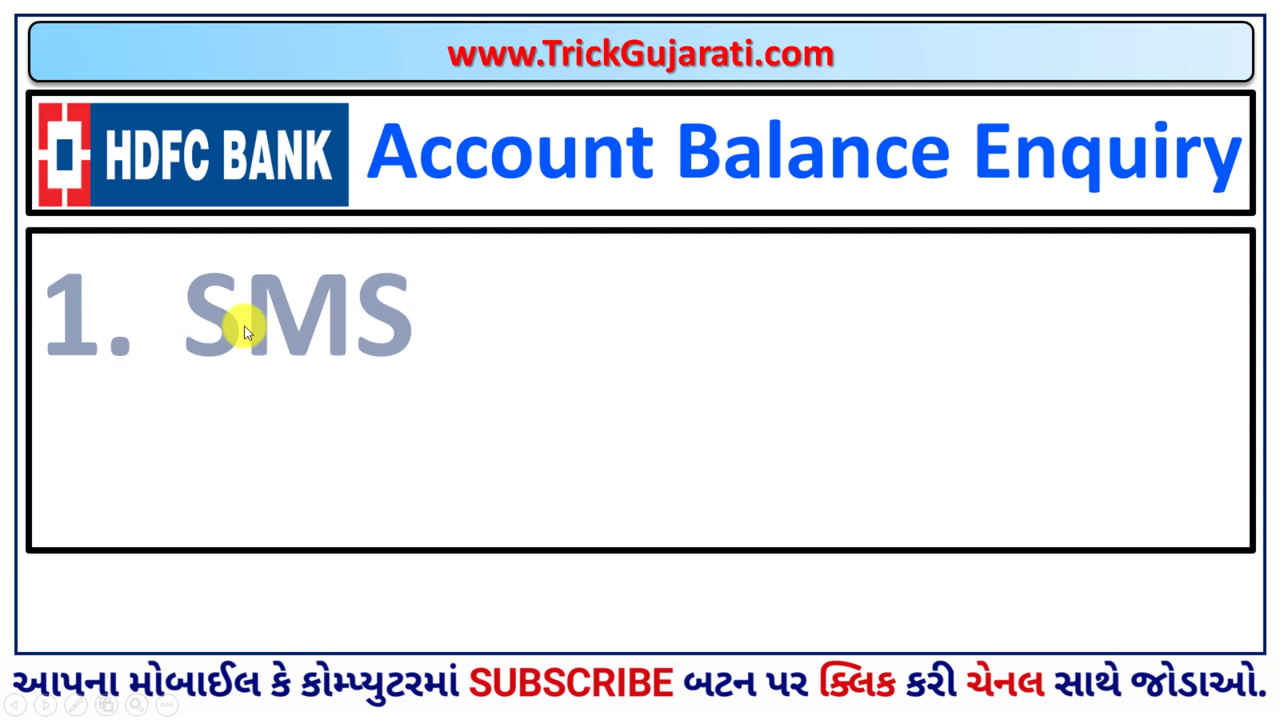 www.TrickGujarati.com
HDFC BANK Account Balance Enquiry
1. SMS
આપના મોબાઈલ કે કોમ્પ્યુટરમાં SUBSCRIBE બટન પર ક્લિક કરી ચેનલ સાથે જોડાઓ.